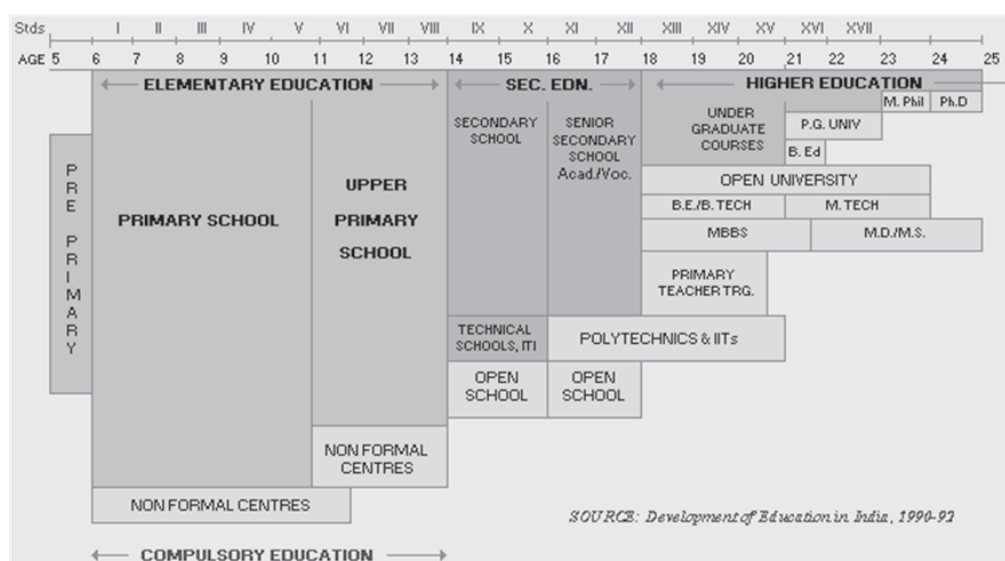 Stds I II III IV V VI VII VIII IX X XI XII XIII XIV XV XVI XVII
AGE 5 6 7 8 9 10 11 12 13 14 15 16 17 18 19 20 21 22 23 24 25
ELEMENTARY EDUCATION
SEC. EDN.
HIGHER EDUCATION
PRE PRIMARY
PRIMARY SCHOOL
UPPER
PRIMARY
SCHOOL
SECONDARY
SCHOOL
SENIOR
SECONDARY
SCHOOL
Acad./Voc.
UNDER
GRADUATE
COURSES
M. Phil
Ph.D
P.G. UNIV
B. Ed
OPEN UNIVERSITY
B.E./B. TECH
M. TECH
MBBS
M.D./M.S.
PRIMARY
TEACHER TRG.
TECHNICAL
SCHOOLS, ITI
POLYTECHNICS & IITs
OPEN
SCHOOL
OPEN
SCHOOL
NON FORMAL
CENTRES
NON FORMAL CENTRES
SOURCE: Development of Education in India, 1990-92
COMPULSORY EDUCATION